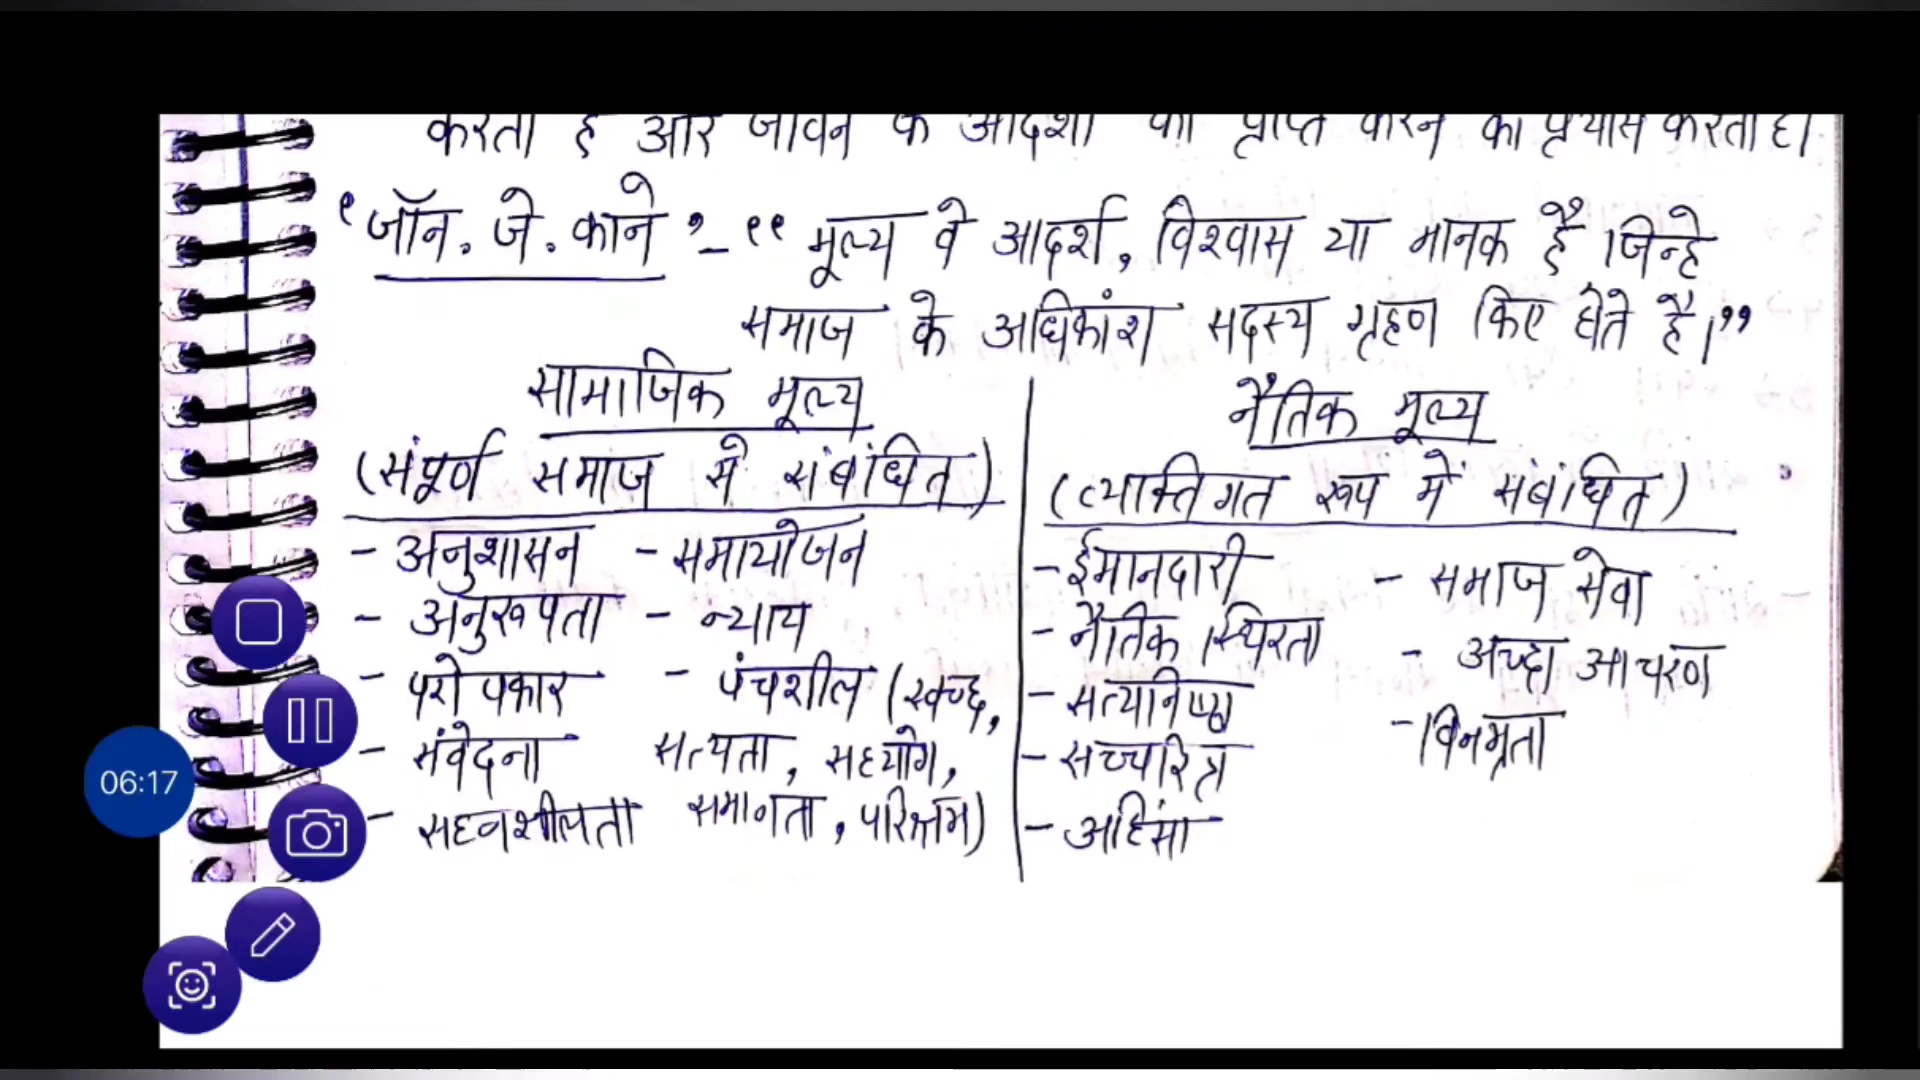 करता है और जीवन के आदर्शों को प्राप्त करने का प्रयास करता है।
'जॉन. जे. काने' - "मूल्य वे आदर्श, विश्वास या मानक हैं जिन्हे
समाज के अधिकांश सदस्य ग्रहण किए होते है।"
सामाजिक मूल्य
(संपूर्ण समाज से संबंधित)
- अनुशासन - समायोजन
- अनुरूपता - न्याय
- परोपकार - पंचशील (स्वच्छ,
- संवेदना सत्यता, सहयोग,
- सहनशीलता समानता, परिश्रम)
नैतिक मूल्य
(व्यक्तिगत रूप में संबंधित)
- ईमानदारी - समाज सेवा
- नैतिक स्थिरता - अच्छा आचरण
- सत्यनिष्ठा - विनम्रता
- सच्चरित्र
- अहिंसा
06:17